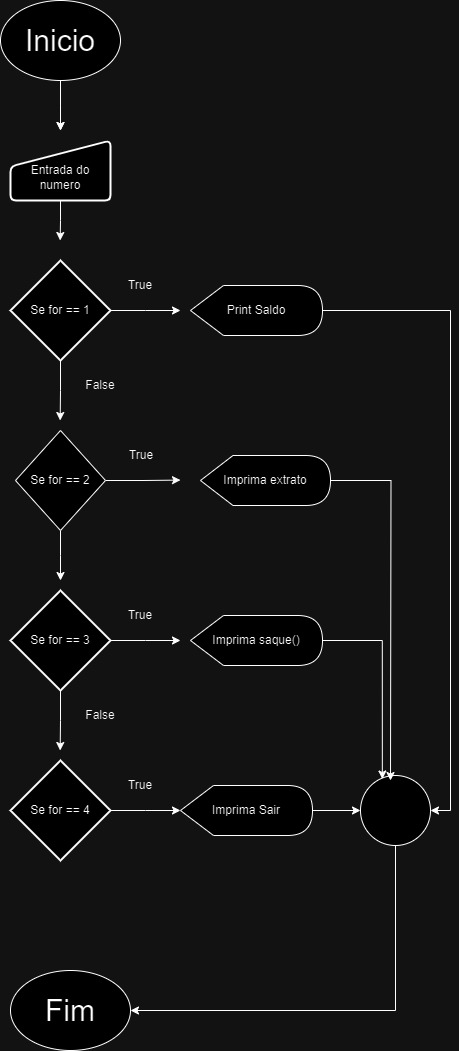 Inicio
Entrada do
numero
True
Se for == 1
Print Saldo
False
True
Se for == 2
Imprima extrato
True
Se for == 3
Imprima saque()
False
True
Se for == 4
Imprima Sair
Fim